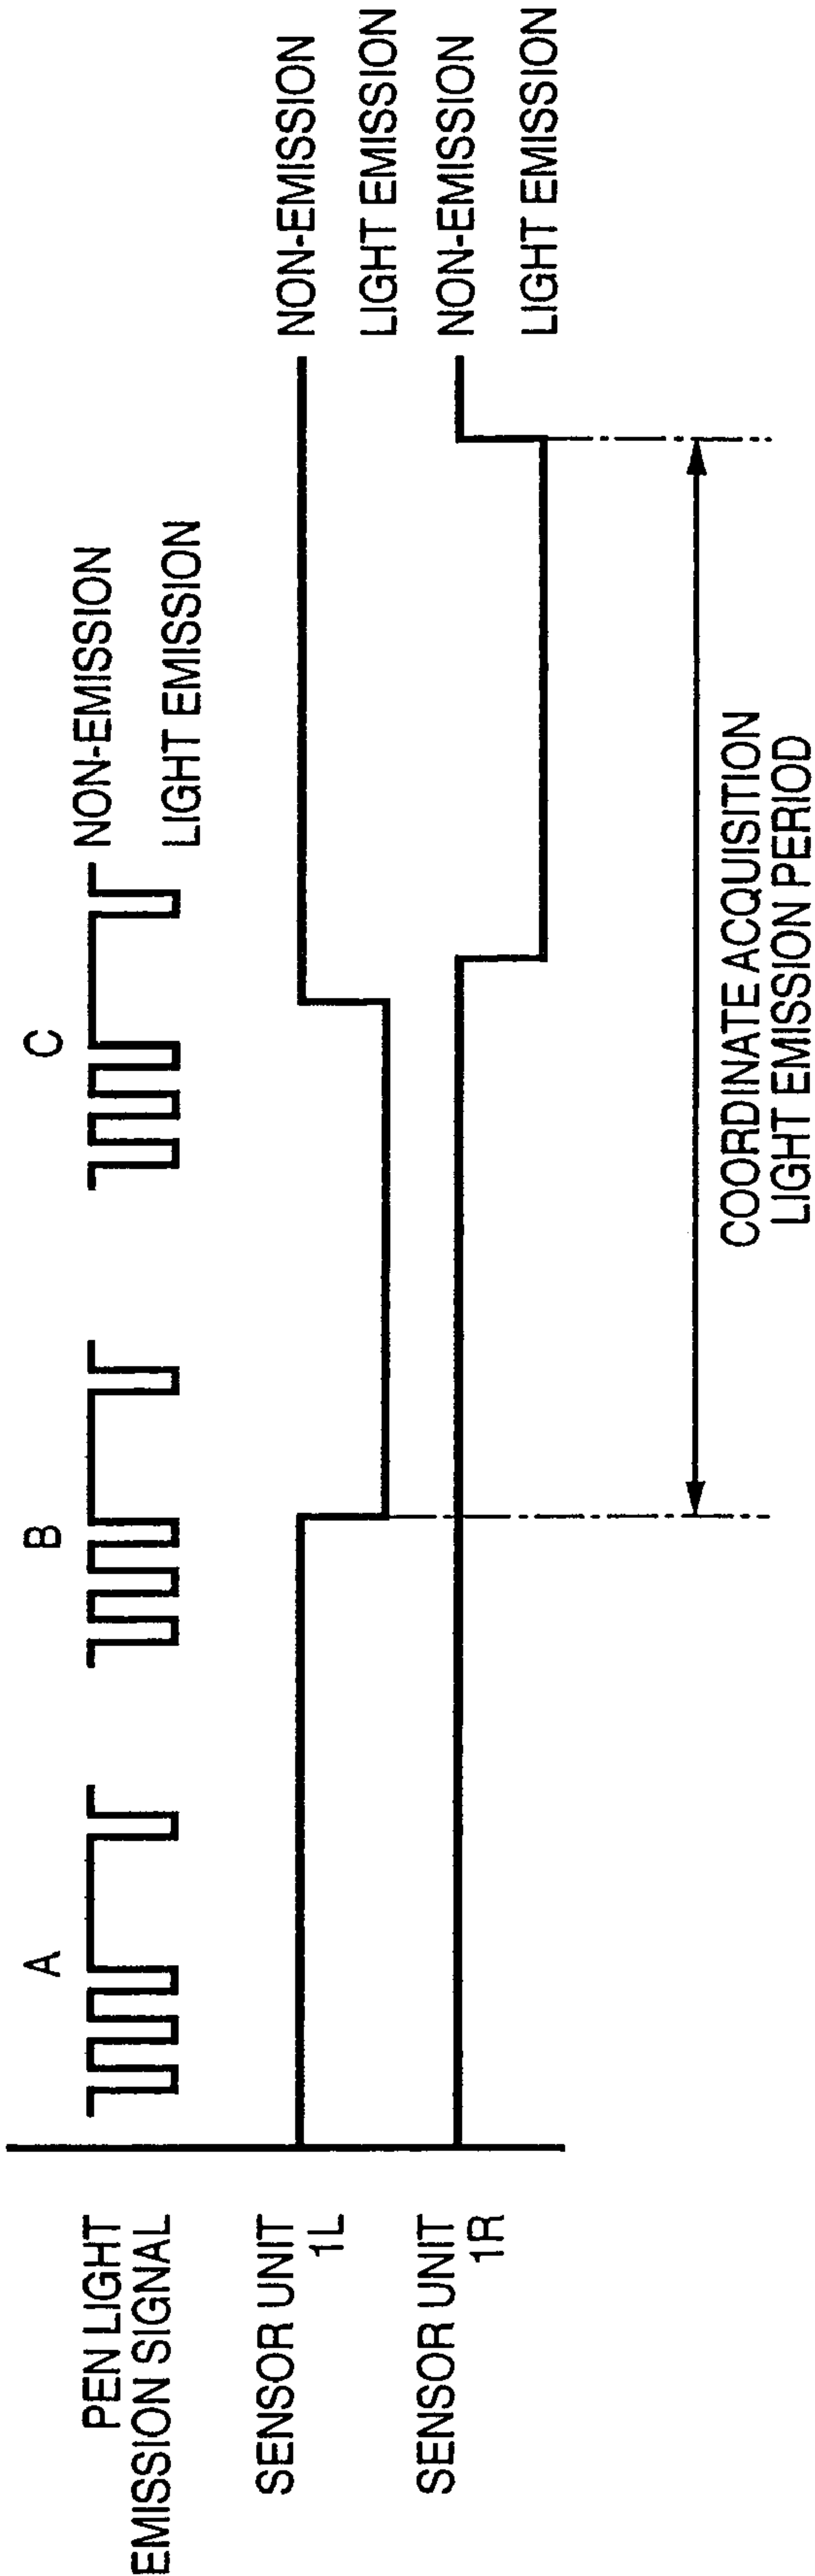 A
B
C
PEN LIGHT
EMISSION SIGNAL
NON-EMISSION
LIGHT EMISSION
SENSOR UNIT
1L
NON-EMISSION
LIGHT EMISSION
SENSOR UNIT
1R
NON-EMISSION
LIGHT EMISSION
COORDINATE ACQUISITION
LIGHT EMISSION PERIOD